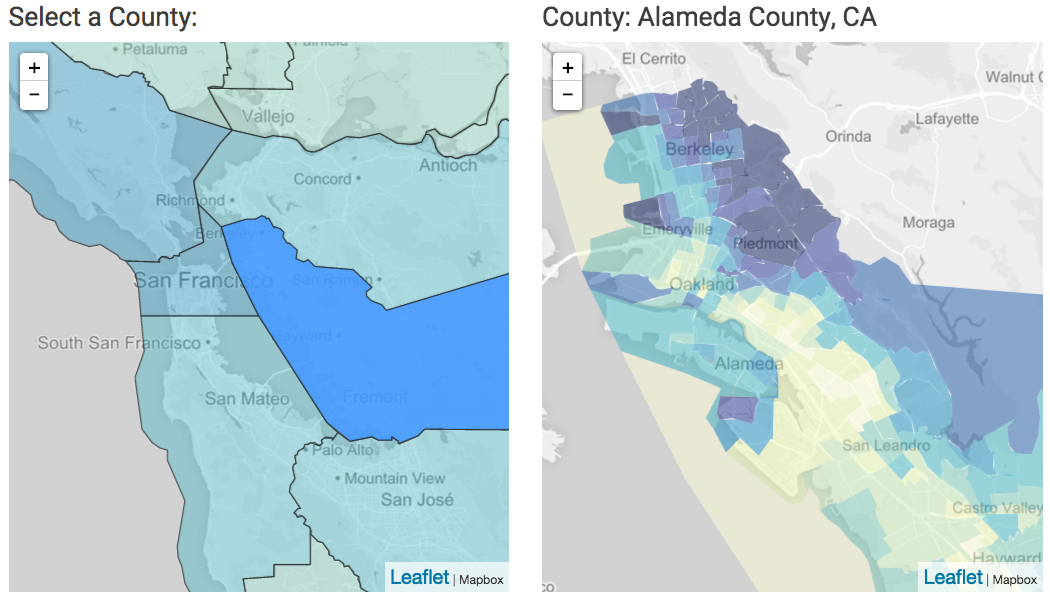 Select a County:
+
−
• Petaluma
Fairfield
Vallejo
Antioch
Concord •
Richmond •
Berkeley •
San Francisco
San Ramon •
Hayward •
South San Francisco •
San Mateo
Fremont
• Palo Alto
• Mountain View
San José
Leaflet | Mapbox
County: Alameda County, CA
+
−
El Cerrito
Walnut C
Lafayette
Orinda
Berkeley
Moraga
Emeryville
Piedmont
Oakland
Alameda
San Leandro
Castro Valley
Hayward
co
Leaflet | Mapbox